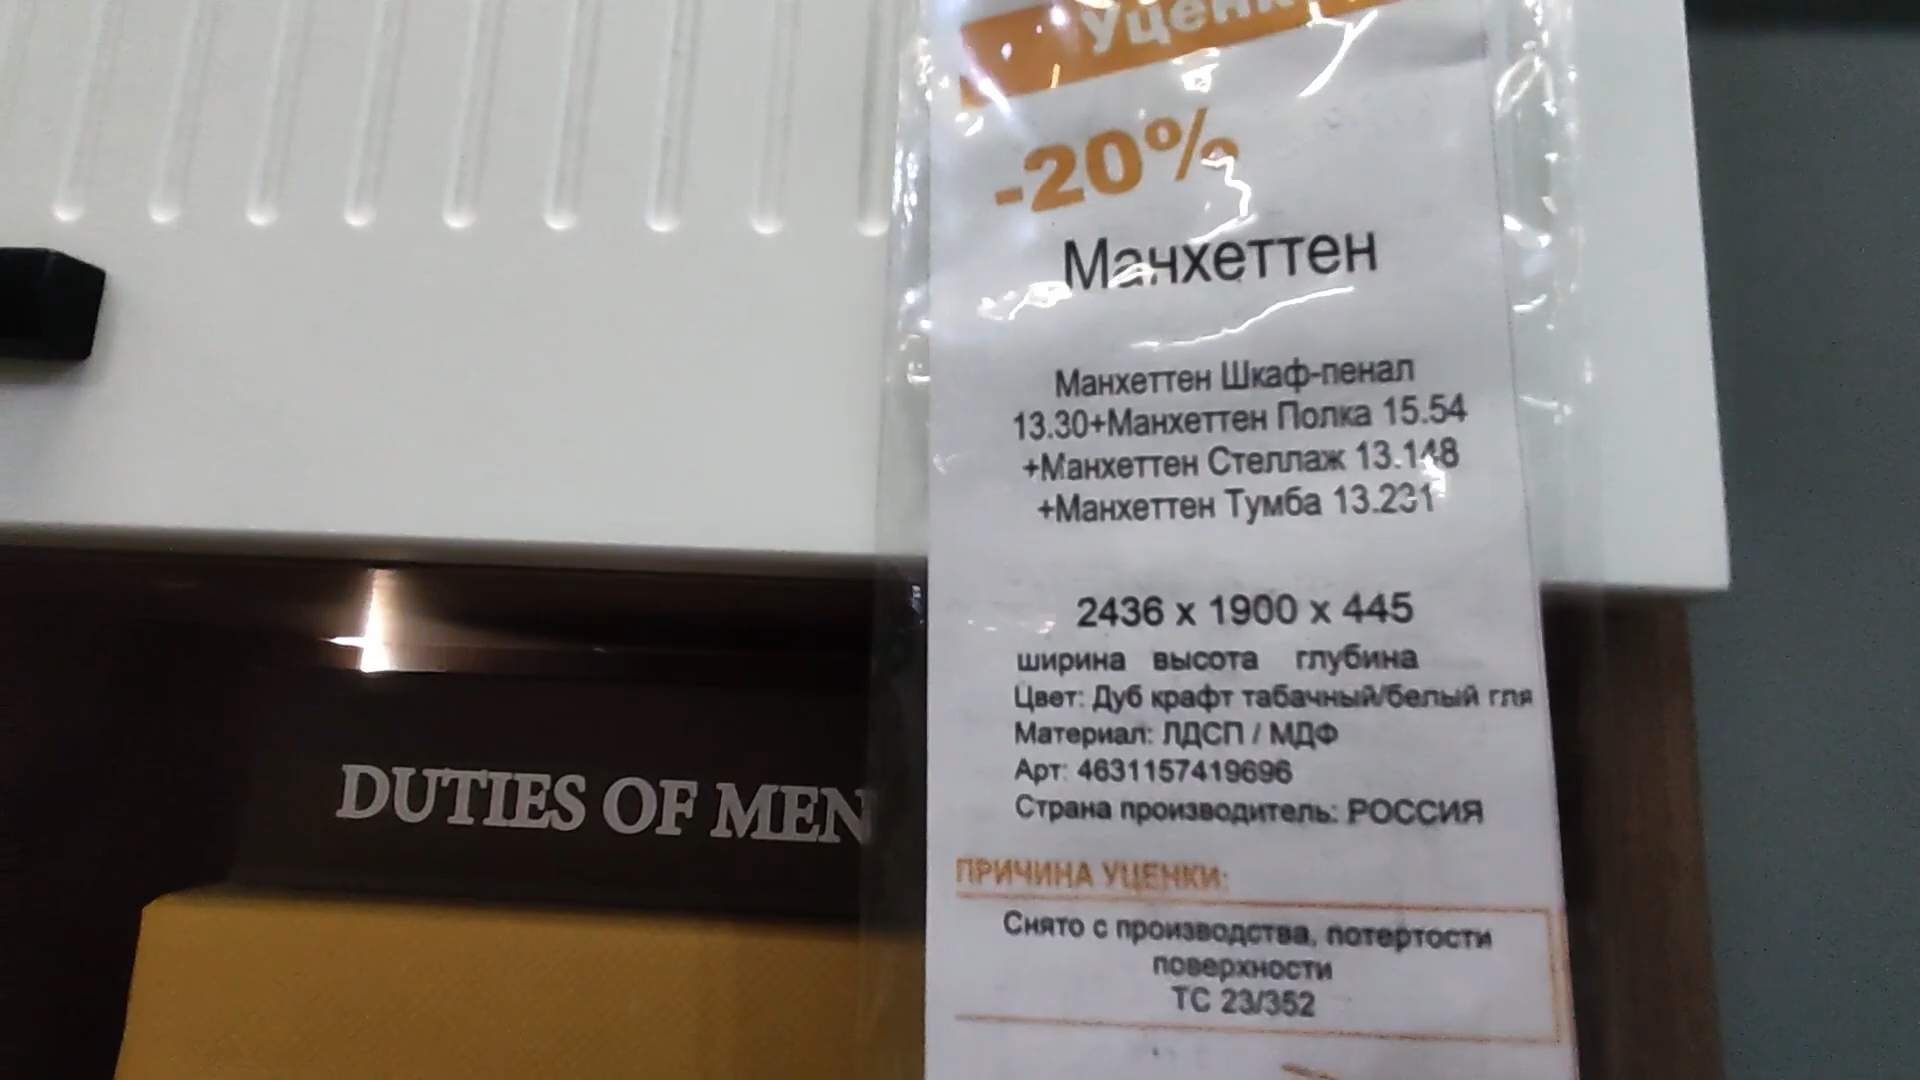 Уценка
-20%
Манхеттен
Манхеттен Шкаф-пенал
13.30+Манхеттен Полка 15.54
+Манхеттен Стеллаж 13.148
+Манхеттен Тумба 13.231
2436 х 1900 х 445
ширина высота глубина
Цвет: Дуб крафт табачный/белый гля
Материал: ЛДСП / МДФ
Арт: 4631157419696
Страна производитель: РОССИЯ
ПРИЧИНА УЦЕНКИ:
Снято с производства, потертости
поверхности
ТС 23/352
DUTIES OF MEN